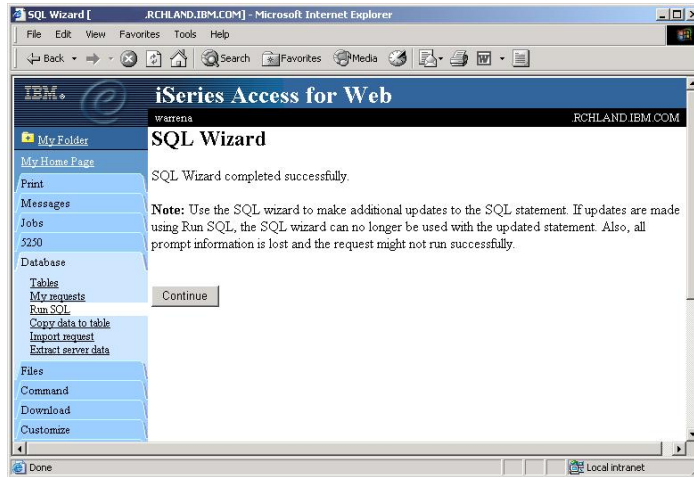 SQL Wizard [ .RCHLAND.IBM.COM] - Microsoft Internet Explorer
File Edit View Favorites Tools Help
Back Search Favorites Media
IBM. iSeries Access for Web
warrena .RCHLAND.IBM.COM
My Folder
My Home Page
Print
Messages
Jobs
5250
Database
Tables
My requests
Run SQL
Copy data to table
Import request
Extract server data
Files
Command
Download
Customize
SQL Wizard
SQL Wizard completed successfully.
Note: Use the SQL wizard to make additional updates to the SQL statement. If updates are made
using Run SQL, the SQL wizard can no longer be used with the updated statement. Also, all
prompt information is lost and the request might not run successfully.
Continue
Done Local intranet